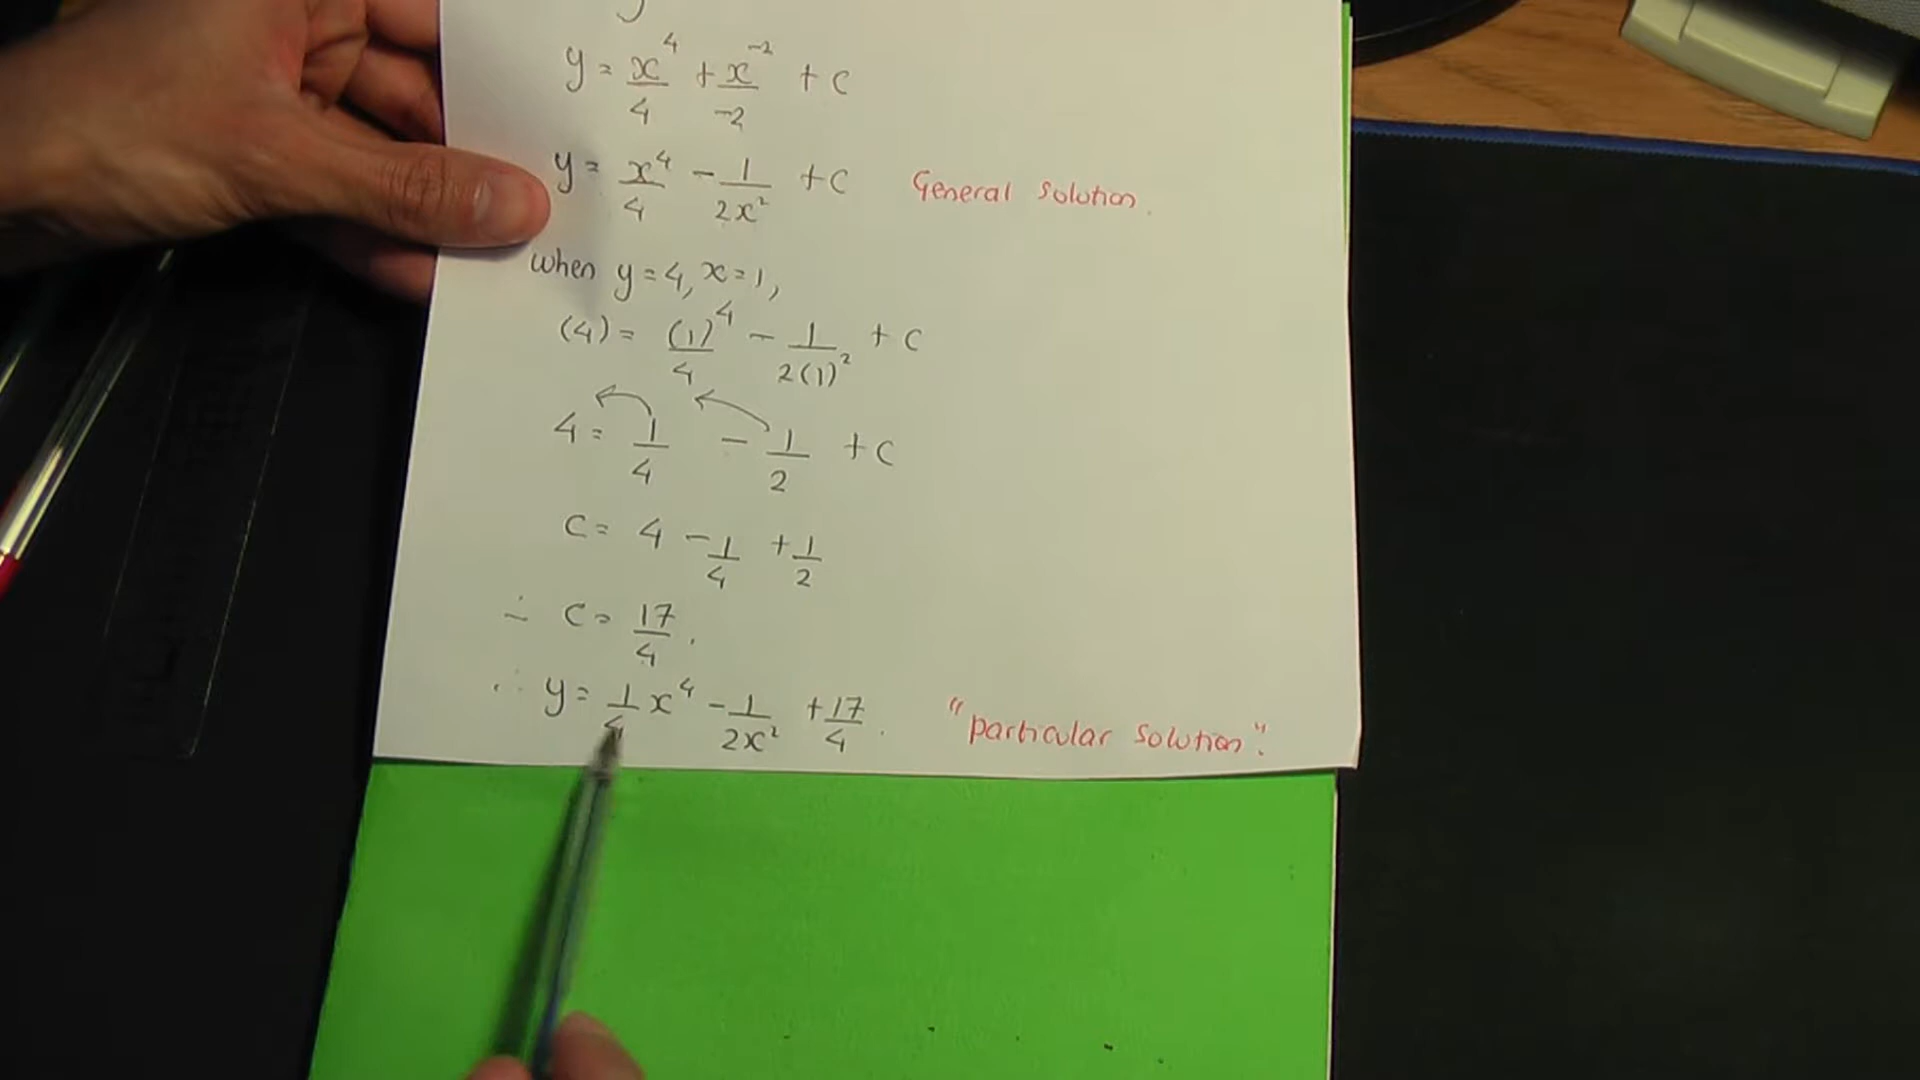 y = x^4/4 + x^-2/-2 + c
y = x^4/4 - 1/2x^2 + c General solution.
when y = 4, x = 1,
(4) = (1)^4/4 - 1/2(1)^2 + c
4 = 1/4 - 1/2 + c
c = 4 - 1/4 + 1/2
∴ c = 17/4.
∴ y = 1/4 x^4 - 1/2x^2 + 17/4. "particular solution".